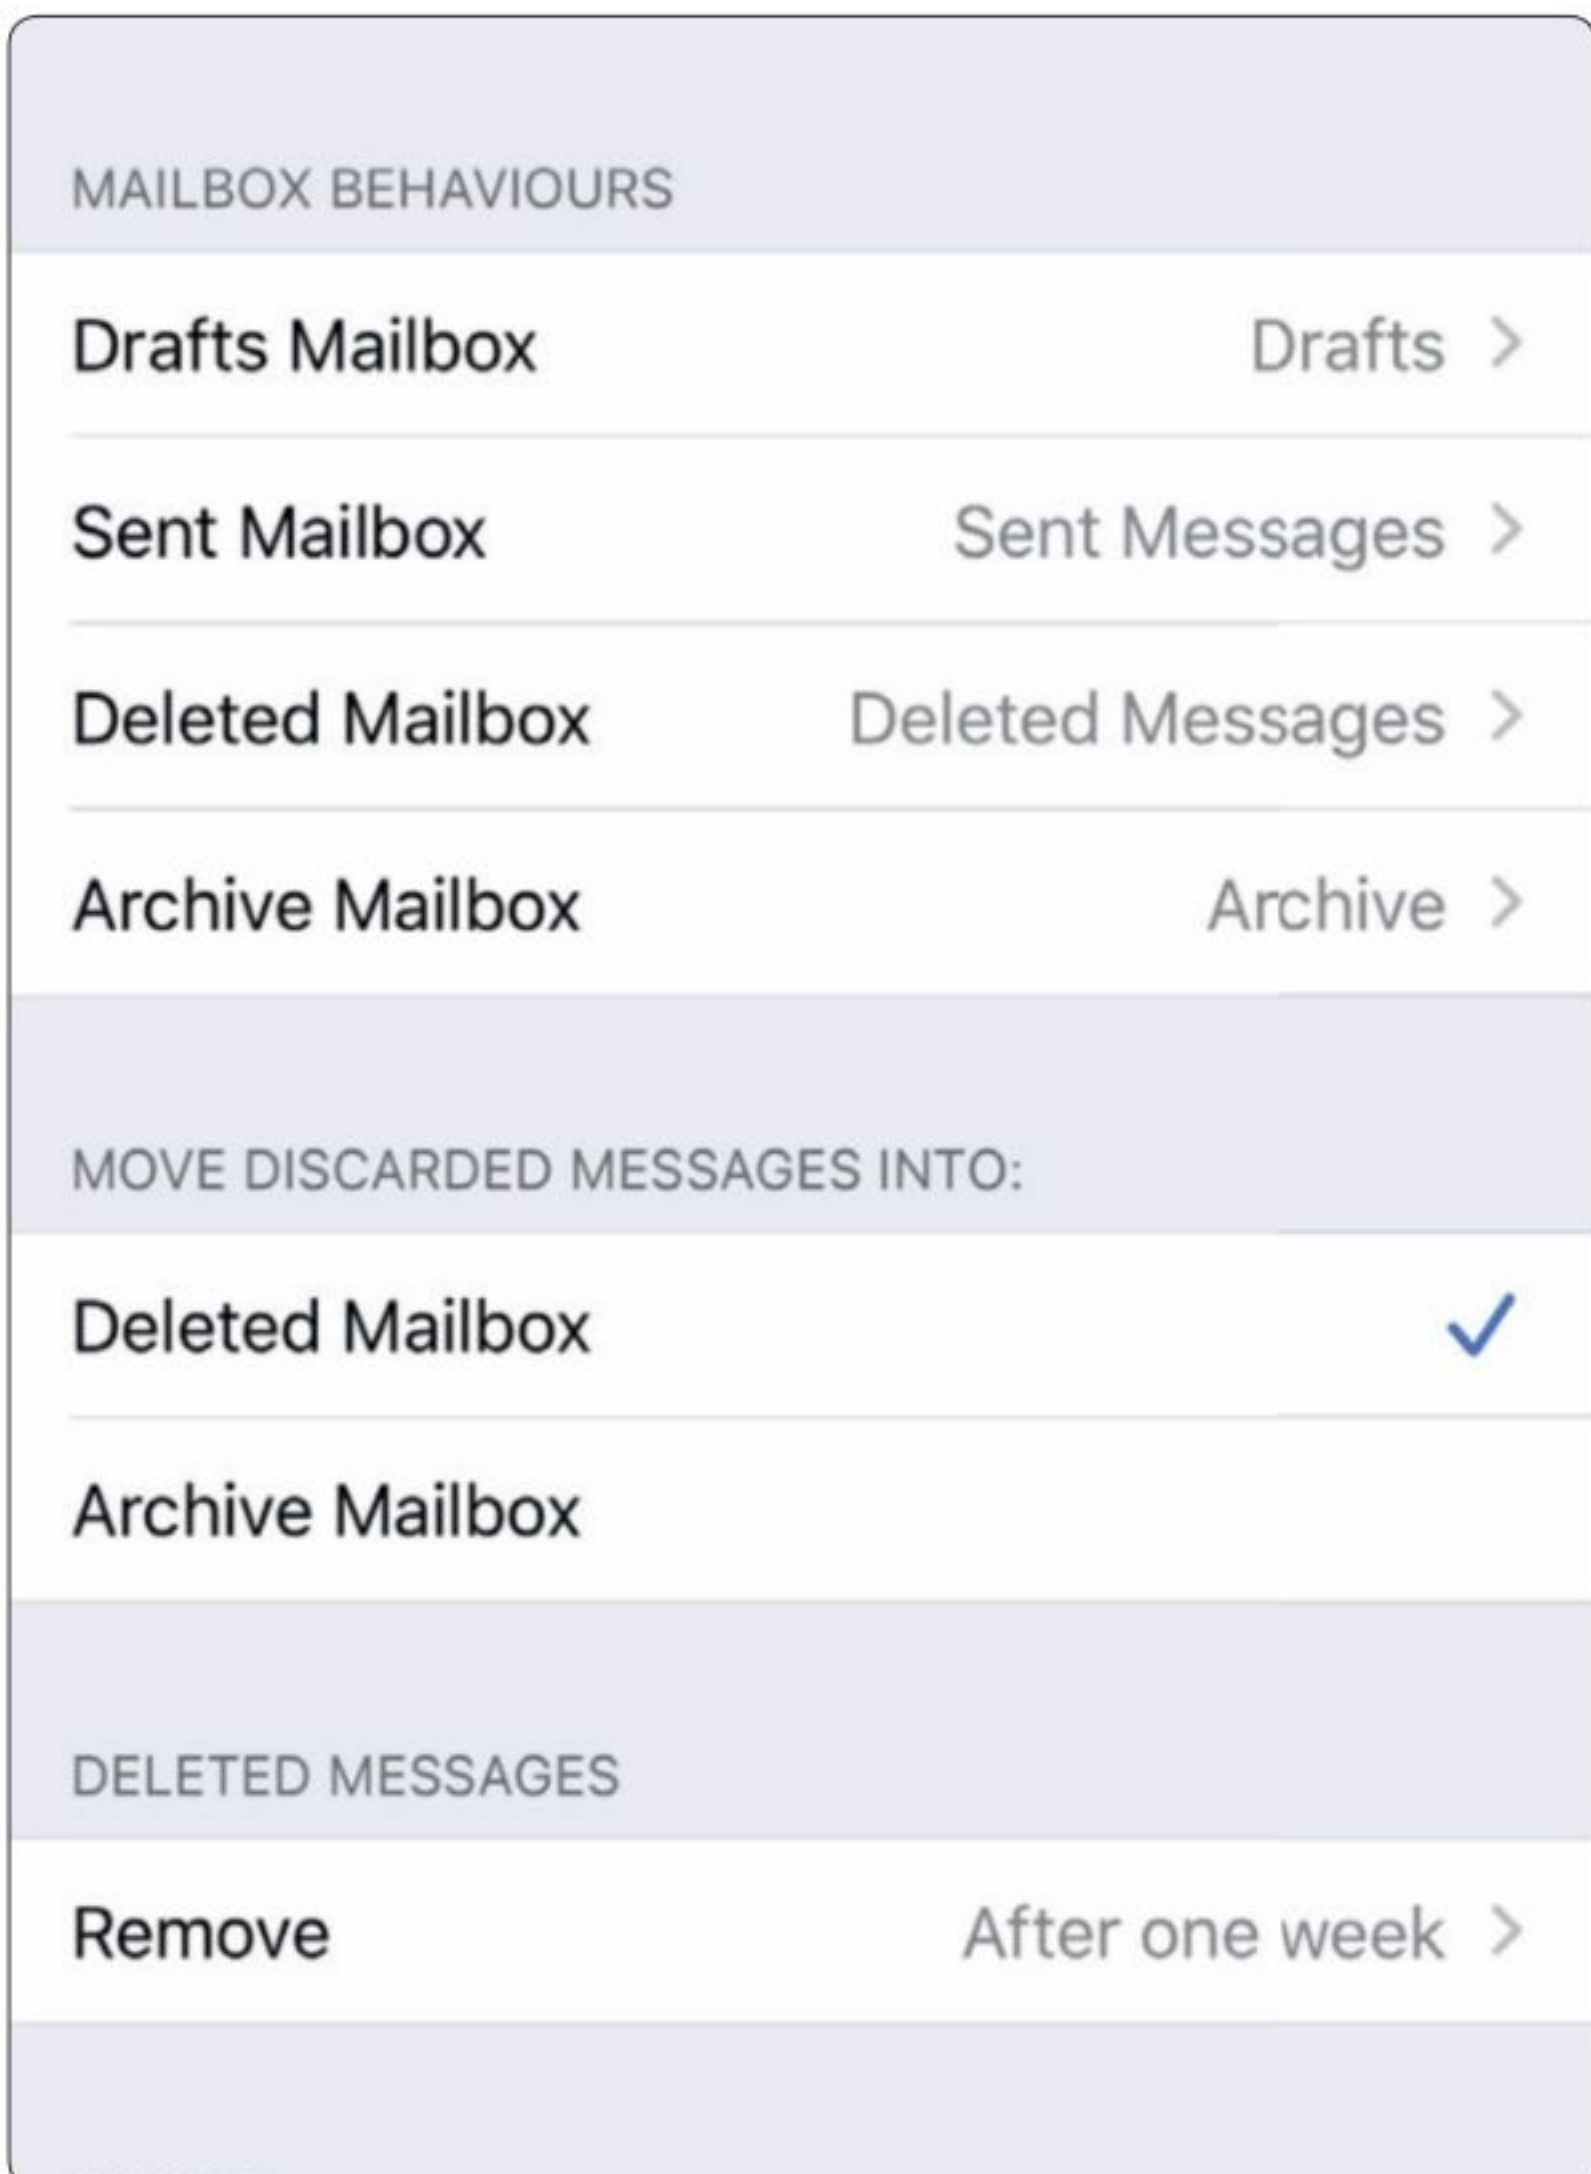 MAILBOX BEHAVIOURS
Drafts Mailbox Drafts
Sent Mailbox Sent Messages
Deleted Mailbox Deleted Messages
Archive Mailbox Archive
MOVE DISCARDED MESSAGES INTO:
Deleted Mailbox
Archive Mailbox
DELETED MESSAGES
Remove After one week